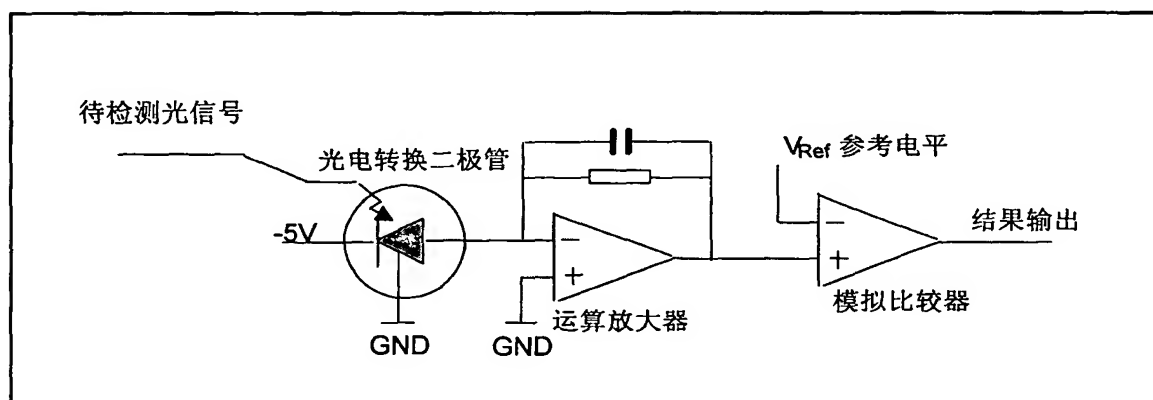 待检测光信号
光电转换二极管
VRef 参考电平
结果输出
-5V
−
+
−
+
模拟比较器
运算放大器
GND
GND